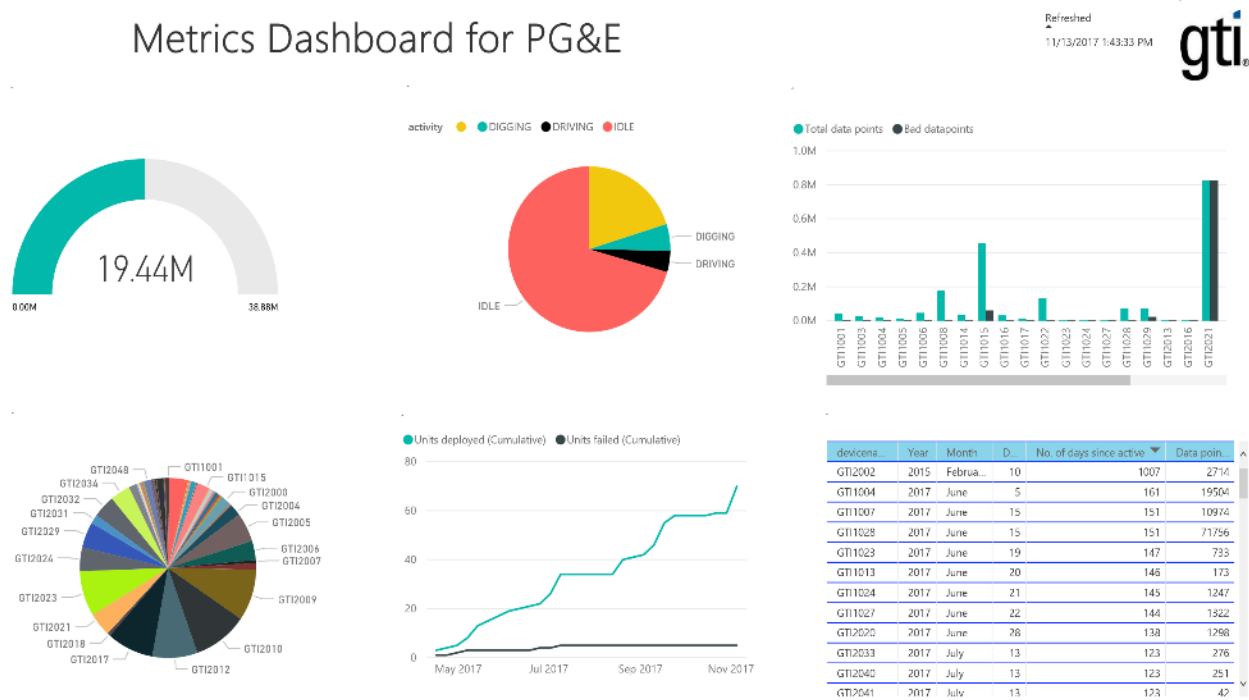 Metrics Dashboard for PG&E
Refreshed
11/13/2017 1:43:33 PM
gti®
19.44M
0.00M
38.88M
activity DIGGING DRIVING IDLE
DIGGING
DRIVING
IDLE
Total data points Bad datapoints
1.0M
0.8M
0.6M
0.4M
0.2M
0.0M
GTI1001
GTI1003
GTI1004
GTI1005
GTI1006
GTI1008
GTI1014
GTI1015
GTI1016
GTI1017
GTI1022
GTI1023
GTI1024
GTI1027
GTI1028
GTI1029
GTI2013
GTI2016
GTI2021
GTI2048
GTI1001
GTI2034
GTI1015
GTI2032
GTI2000
GTI2031
GTI2004
GTI2029
GTI2005
GTI2024
GTI2006
GTI2007
GTI2023
GTI2009
GTI2021
GTI2018
GTI2010
GTI2017
GTI2012
Units deployed (Cumulative) Units failed (Cumulative)
80
60
40
20
0
May 2017 Jul 2017 Sep 2017 Nov 2017
devicena... Year Month D... No. of days since active Data poin...
GTI2002 2015 Februa... 10 1007 2714
GTI1004 2017 June 5 161 19504
GTI1007 2017 June 15 151 10974
GTI1028 2017 June 15 151 71756
GTI1023 2017 June 19 147 733
GTI1013 2017 June 20 146 173
GTI1024 2017 June 21 145 1247
GTI1027 2017 June 22 144 1322
GTI2020 2017 June 28 138 1298
GTI2033 2017 July 13 123 276
GTI2040 2017 July 13 123 251
GTI2041 2017 July 13 123 42